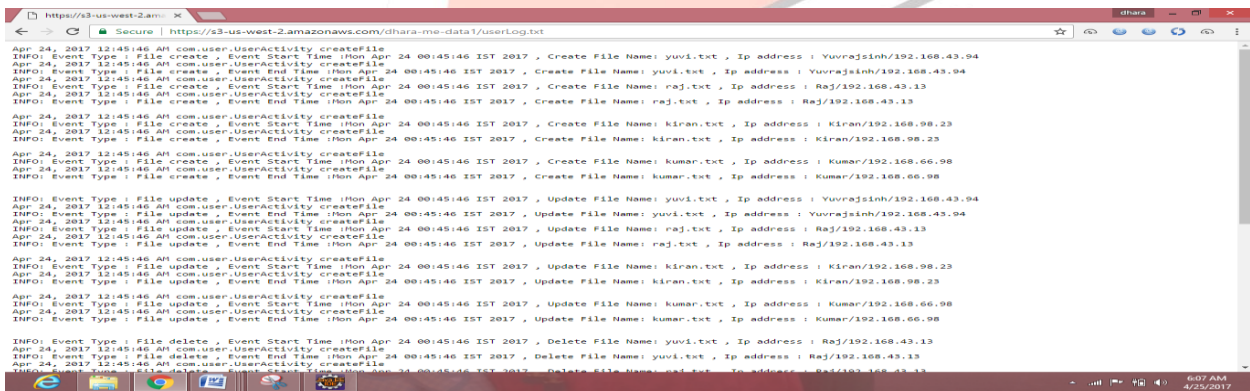 https://s3-us-west-2.ama
dhara
Secure | https://s3-us-west-2.amazonaws.com/dhara-me-data1/userLog.txt
Apr 24, 2017 12:45:46 AM com.user.UserActivity createFile
INFO: Event Type : File create , Event Start Time :Mon Apr 24 00:45:46 IST 2017 , Create File Name: yuvi.txt , Ip address : Yuvrajsinh/192.168.43.94
Apr 24, 2017 12:45:46 AM com.user.UserActivity createFile
INFO: Event Type : File create , Event End Time :Mon Apr 24 00:45:46 IST 2017 , Create File Name: yuvi.txt , Ip address : Yuvrajsinh/192.168.43.94
Apr 24, 2017 12:45:46 AM com.user.UserActivity createFile
INFO: Event Type : File create , Event Start Time :Mon Apr 24 00:45:46 IST 2017 , Create File Name: raj.txt , Ip address : Raj/192.168.43.13
Apr 24, 2017 12:45:46 AM com.user.UserActivity createFile
INFO: Event Type : File create , Event End Time :Mon Apr 24 00:45:46 IST 2017 , Create File Name: raj.txt , Ip address : Raj/192.168.43.13
Apr 24, 2017 12:45:46 AM com.user.UserActivity createFile
INFO: Event Type : File create , Event Start Time :Mon Apr 24 00:45:46 IST 2017 , Create File Name: kiran.txt , Ip address : Kiran/192.168.98.23
Apr 24, 2017 12:45:46 AM com.user.UserActivity createFile
INFO: Event Type : File create , Event End Time :Mon Apr 24 00:45:46 IST 2017 , Create File Name: kiran.txt , Ip address : Kiran/192.168.98.23
Apr 24, 2017 12:45:46 AM com.user.UserActivity createFile
INFO: Event Type : File create , Event Start Time :Mon Apr 24 00:45:46 IST 2017 , Create File Name: kumar.txt , Ip address : Kumar/192.168.66.98
Apr 24, 2017 12:45:46 AM com.user.UserActivity createFile
INFO: Event Type : File create , Event End Time :Mon Apr 24 00:45:46 IST 2017 , Create File Name: kumar.txt , Ip address : Kumar/192.168.66.98
INFO: Event Type : File update , Event Start Time :Mon Apr 24 00:45:46 IST 2017 , Update File Name: yuvi.txt , Ip address : Yuvrajsinh/192.168.43.94
Apr 24, 2017 12:45:46 AM com.user.UserActivity createFile
INFO: Event Type : File update , Event End Time :Mon Apr 24 00:45:46 IST 2017 , Update File Name: yuvi.txt , Ip address : Yuvrajsinh/192.168.43.94
Apr 24, 2017 12:45:46 AM com.user.UserActivity createFile
INFO: Event Type : File update , Event Start Time :Mon Apr 24 00:45:46 IST 2017 , Update File Name: raj.txt , Ip address : Raj/192.168.43.13
Apr 24, 2017 12:45:46 AM com.user.UserActivity createFile
INFO: Event Type : File update , Event End Time :Mon Apr 24 00:45:46 IST 2017 , Update File Name: raj.txt , Ip address : Raj/192.168.43.13
Apr 24, 2017 12:45:46 AM com.user.UserActivity createFile
INFO: Event Type : File update , Event Start Time :Mon Apr 24 00:45:46 IST 2017 , Update File Name: kiran.txt , Ip address : Kiran/192.168.98.23
Apr 24, 2017 12:45:46 AM com.user.UserActivity createFile
INFO: Event Type : File update , Event End Time :Mon Apr 24 00:45:46 IST 2017 , Update File Name: kiran.txt , Ip address : Kiran/192.168.98.23
Apr 24, 2017 12:45:46 AM com.user.UserActivity createFile
INFO: Event Type : File update , Event Start Time :Mon Apr 24 00:45:46 IST 2017 , Update File Name: kumar.txt , Ip address : Kumar/192.168.66.98
Apr 24, 2017 12:45:46 AM com.user.UserActivity createFile
INFO: Event Type : File update , Event End Time :Mon Apr 24 00:45:46 IST 2017 , Update File Name: kumar.txt , Ip address : Kumar/192.168.66.98
INFO: Event Type : File delete , Event Start Time :Mon Apr 24 00:45:46 IST 2017 , Delete File Name: yuvi.txt , Ip address : Raj/192.168.43.13
Apr 24, 2017 12:45:46 AM com.user.UserActivity createFile
INFO: Event Type : File delete , Event End Time :Mon Apr 24 00:45:46 IST 2017 , Delete File Name: yuvi.txt , Ip address : Raj/192.168.43.13
Apr 24, 2017 12:45:46 AM com.user.UserActivity createFile
INFO: Event Type : File delete , Event Start Time :Mon Apr 24 00:45:46 IST 2017 , Delete File Name: raj.txt , Ip address : Raj/192.168.43.13
6:07 AM
4/25/2017